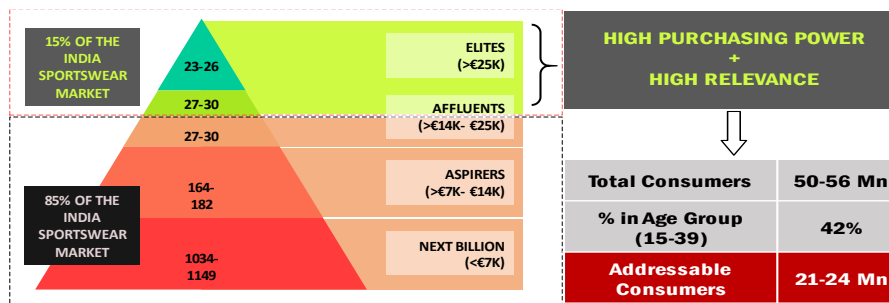 15% OF THE
INDIA
SPORTSWEAR
MARKET
23-26
27-30
ELITES
(>€25K)
AFFLUENTS
(>€14K- €25K)
HIGH PURCHASING POWER
+
HIGH RELEVANCE
85% OF THE
INDIA
SPORTSWEAR
MARKET
27-30
164-
182
1034-
1149
ASPIRERS
(>€7K- €14K)
NEXT BILLION
(<€7K)
Total Consumers 50-56 Mn
% in Age Group
(15-39) 42%
Addressable
Consumers 21-24 Mn